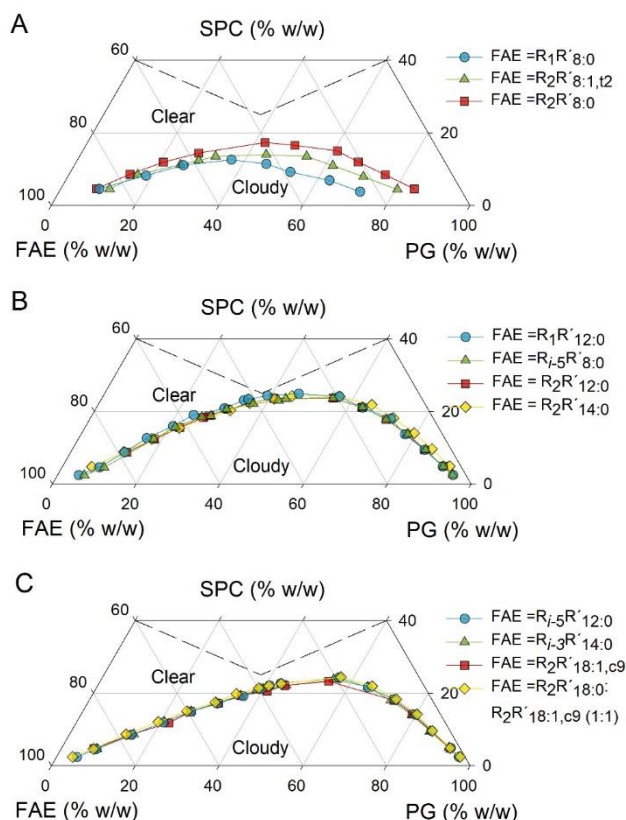 A
SPC (% w/w)
60
40
FAE =R₁R´8:0
FAE =R₂R´8:1,t2
FAE =R₂R´8:0
Clear
80
20
Cloudy
100
0
0
20
40
60
80
100
FAE (% w/w)
PG (% w/w)
B
SPC (% w/w)
60
40
FAE =R₁R´12:0
FAE =Ri-5R´8:0
FAE = R₂R´12:0
FAE = R₂R´14:0
Clear
80
20
Cloudy
100
0
0
20
40
60
80
100
FAE (% w/w)
PG (% w/w)
C
SPC (% w/w)
60
40
FAE =Ri-5R´12:0
FAE =Ri-3R´14:0
FAE =R₂R´18:1,c9
FAE =R₂R´18:0:
R₂R´18:1,c9 (1:1)
Clear
80
20
Cloudy
100
0
0
20
40
60
80
100
FAE (% w/w)
PG (% w/w)